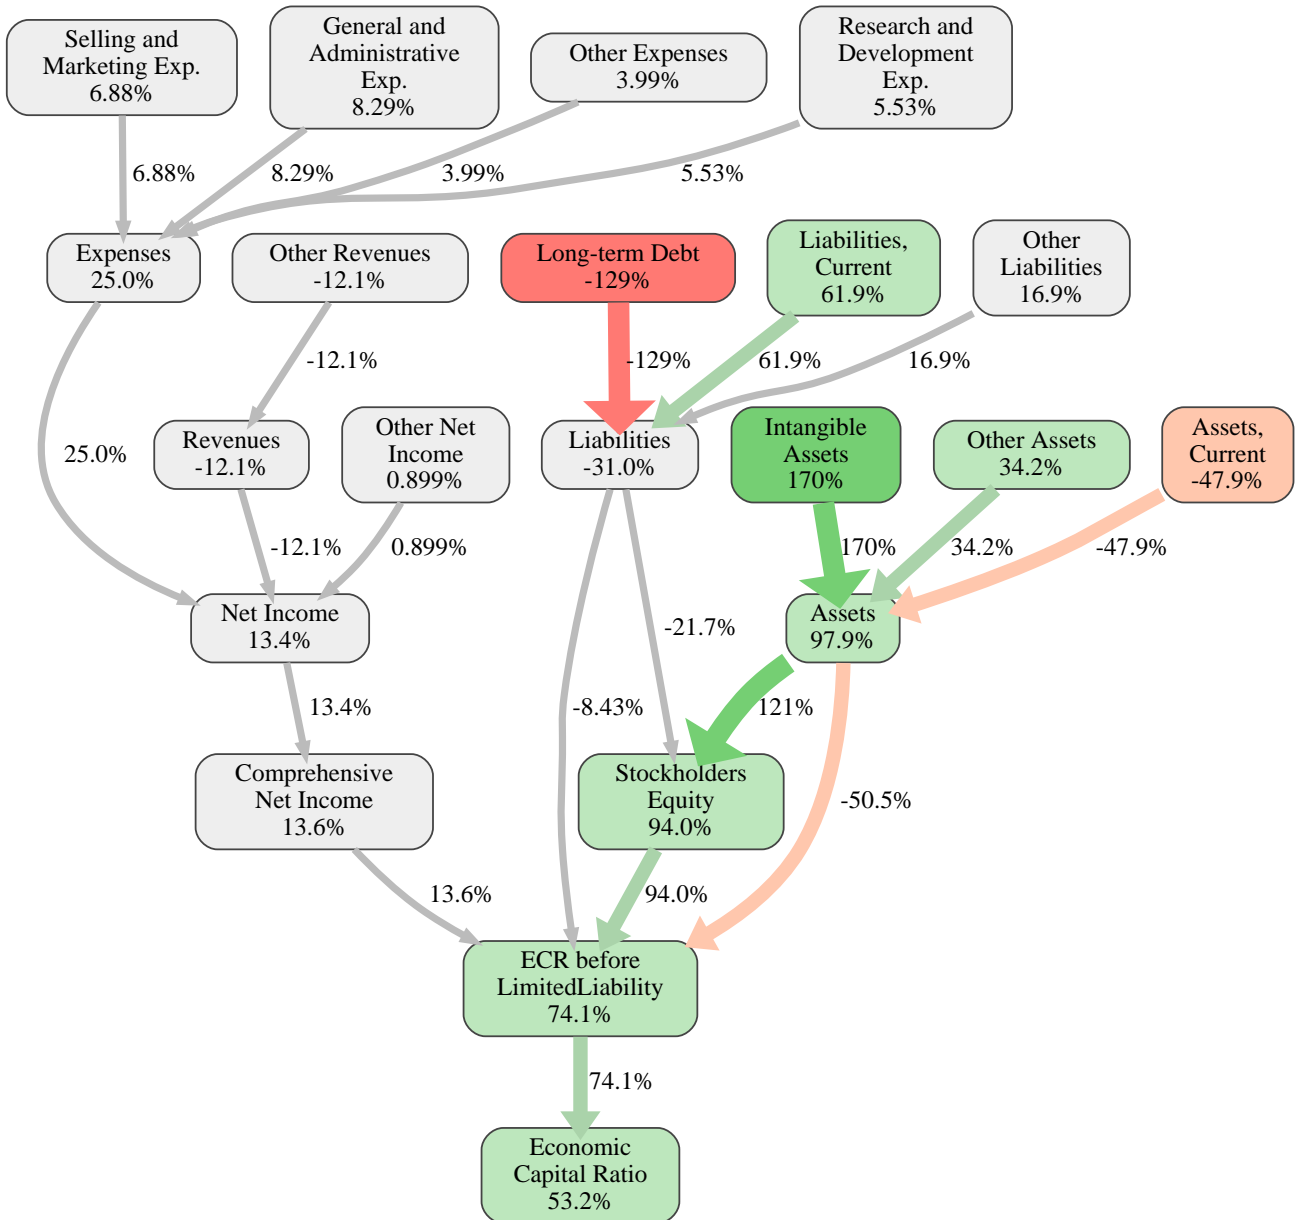 Selling and
Marketing Exp.
6.88%
General and
Administrative
Exp.
8.29%
Other Expenses
3.99%
Research and
Development
Exp.
5.53%
6.88%
8.29%
3.99%
5.53%
Expenses
25.0%
Other Revenues
-12.1%
Long-term Debt
-129%
Liabilities,
Current
61.9%
Other
Liabilities
16.9%
-12.1%
-129%
61.9%
16.9%
25.0%
Revenues
-12.1%
Other Net
Income
0.899%
Liabilities
-31.0%
Intangible
Assets
170%
Other Assets
34.2%
Assets,
Current
-47.9%
-12.1%
0.899%
170%
34.2%
-47.9%
Net Income
13.4%
-21.7%
Assets
97.9%
13.4%
-8.43%
121%
Comprehensive
Net Income
13.6%
Stockholders
Equity
94.0%
-50.5%
13.6%
94.0%
ECR before
LimitedLiability
74.1%
74.1%
Economic
Capital Ratio
53.2%